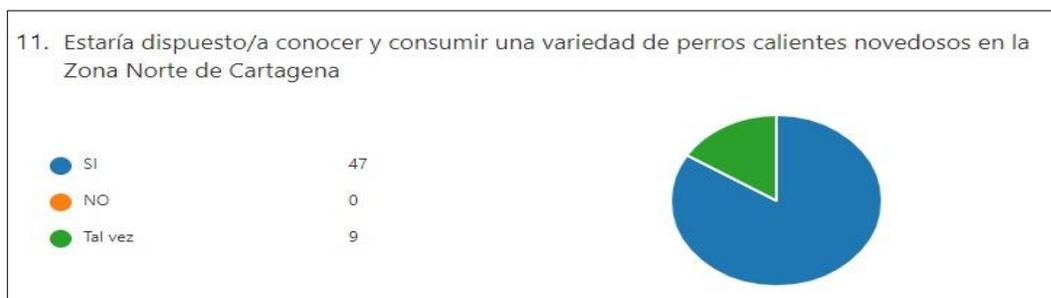 11. Estaría dispuesto/a conocer y consumir una variedad de perros calientes novedosos en la
Zona Norte de Cartagena
SI 47
NO 0
Tal vez 9